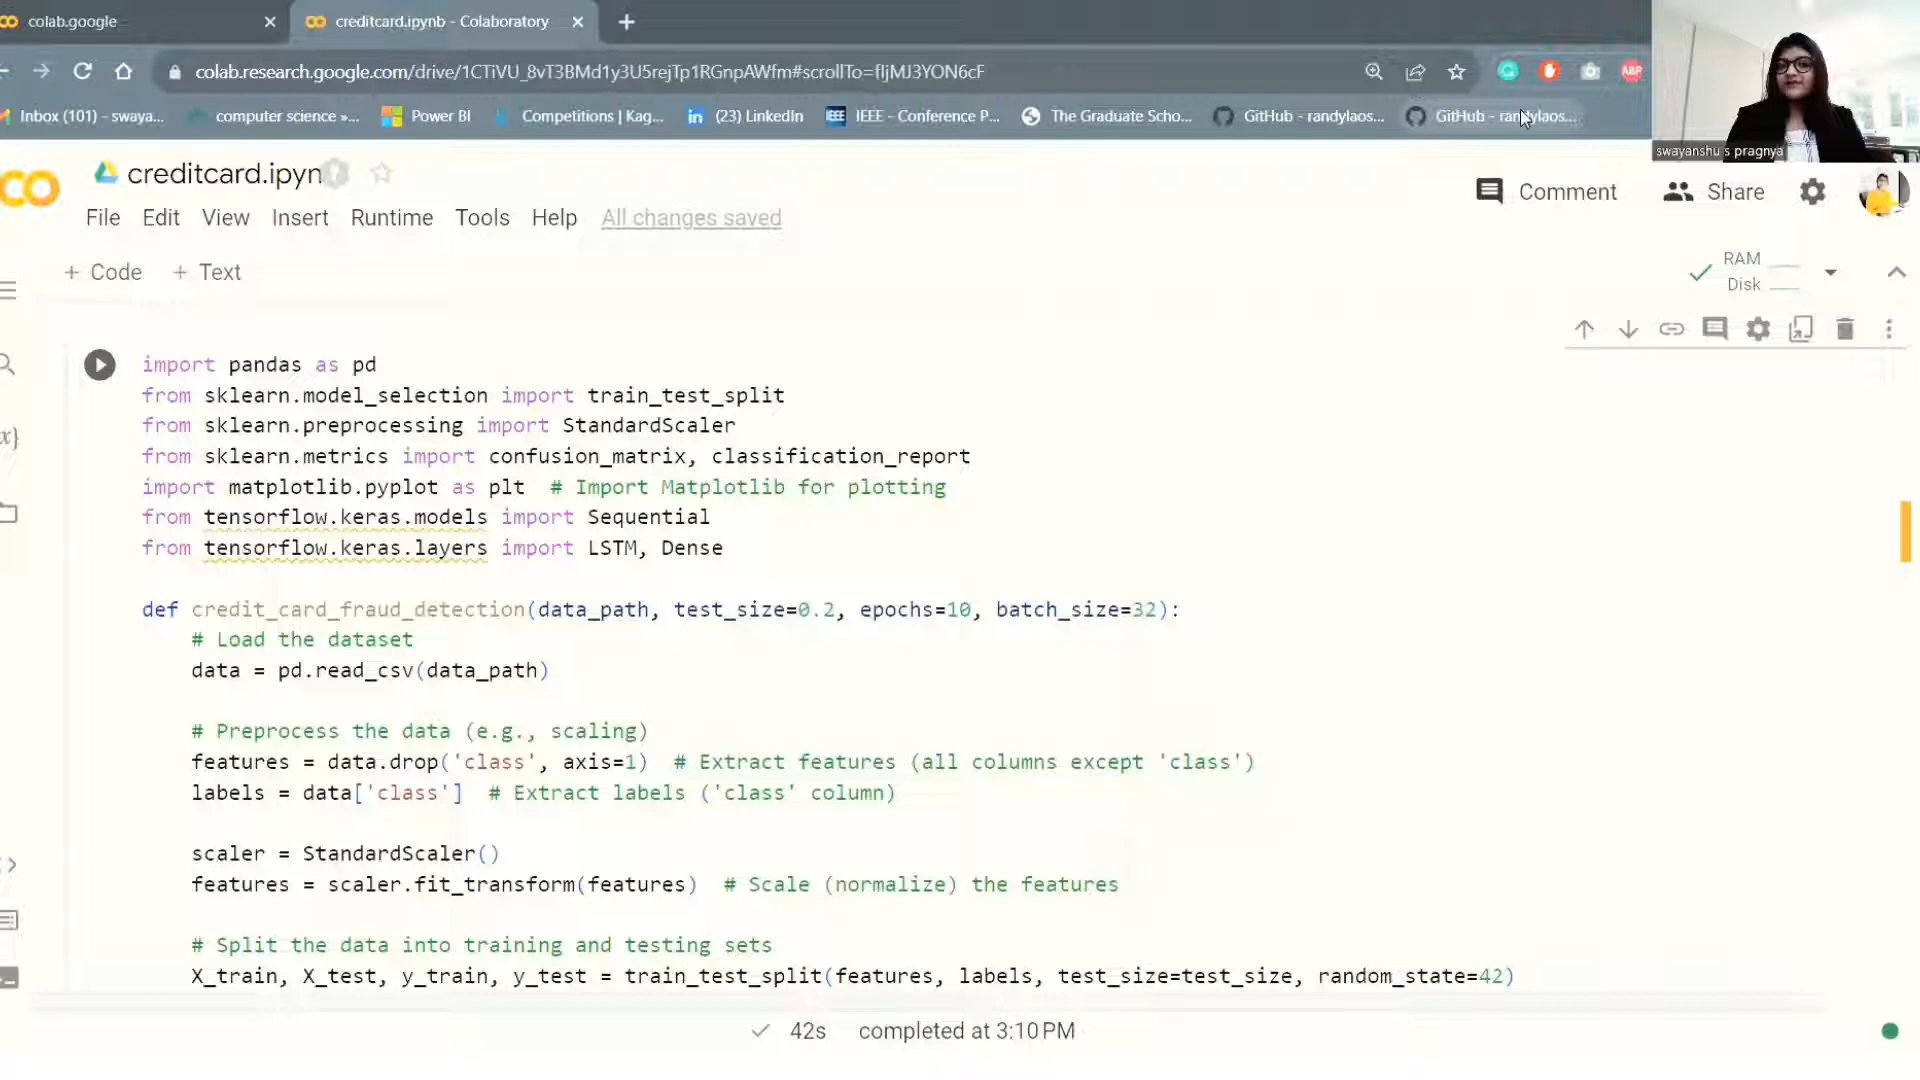 colab.google
creditcard.ipynb - Colaboratory
colab.research.google.com/drive/1CTiVU_8vT3BMd1y3U5rejTp1RGnpAWfm#scrollTo=fIjMJ3YON6cF
ABP
Inbox (101) - swaya...
computer science »...
Power BI
Competitions | Kag...
(23) LinkedIn
IEEE - Conference P...
The Graduate Scho...
GitHub - randylaos...
GitHub - randylaos...
swayanshu s pragnya
creditcard.ipyn
Comment
Share
File Edit View Insert Runtime Tools Help All changes saved
+ Code + Text
RAM
Disk
import pandas as pd
from sklearn.model_selection import train_test_split
from sklearn.preprocessing import StandardScaler
from sklearn.metrics import confusion_matrix, classification_report
import matplotlib.pyplot as plt  # Import Matplotlib for plotting
from tensorflow.keras.models import Sequential
from tensorflow.keras.layers import LSTM, Dense
def credit_card_fraud_detection(data_path, test_size=0.2, epochs=10, batch_size=32):
# Load the dataset
data = pd.read_csv(data_path)
# Preprocess the data (e.g., scaling)
features = data.drop('class', axis=1)  # Extract features (all columns except 'class')
labels = data['class']  # Extract labels ('class' column)
scaler = StandardScaler()
features = scaler.fit_transform(features)  # Scale (normalize) the features
# Split the data into training and testing sets
X_train, X_test, y_train, y_test = train_test_split(features, labels, test_size=test_size, random_state=42)
42s completed at 3:10 PM